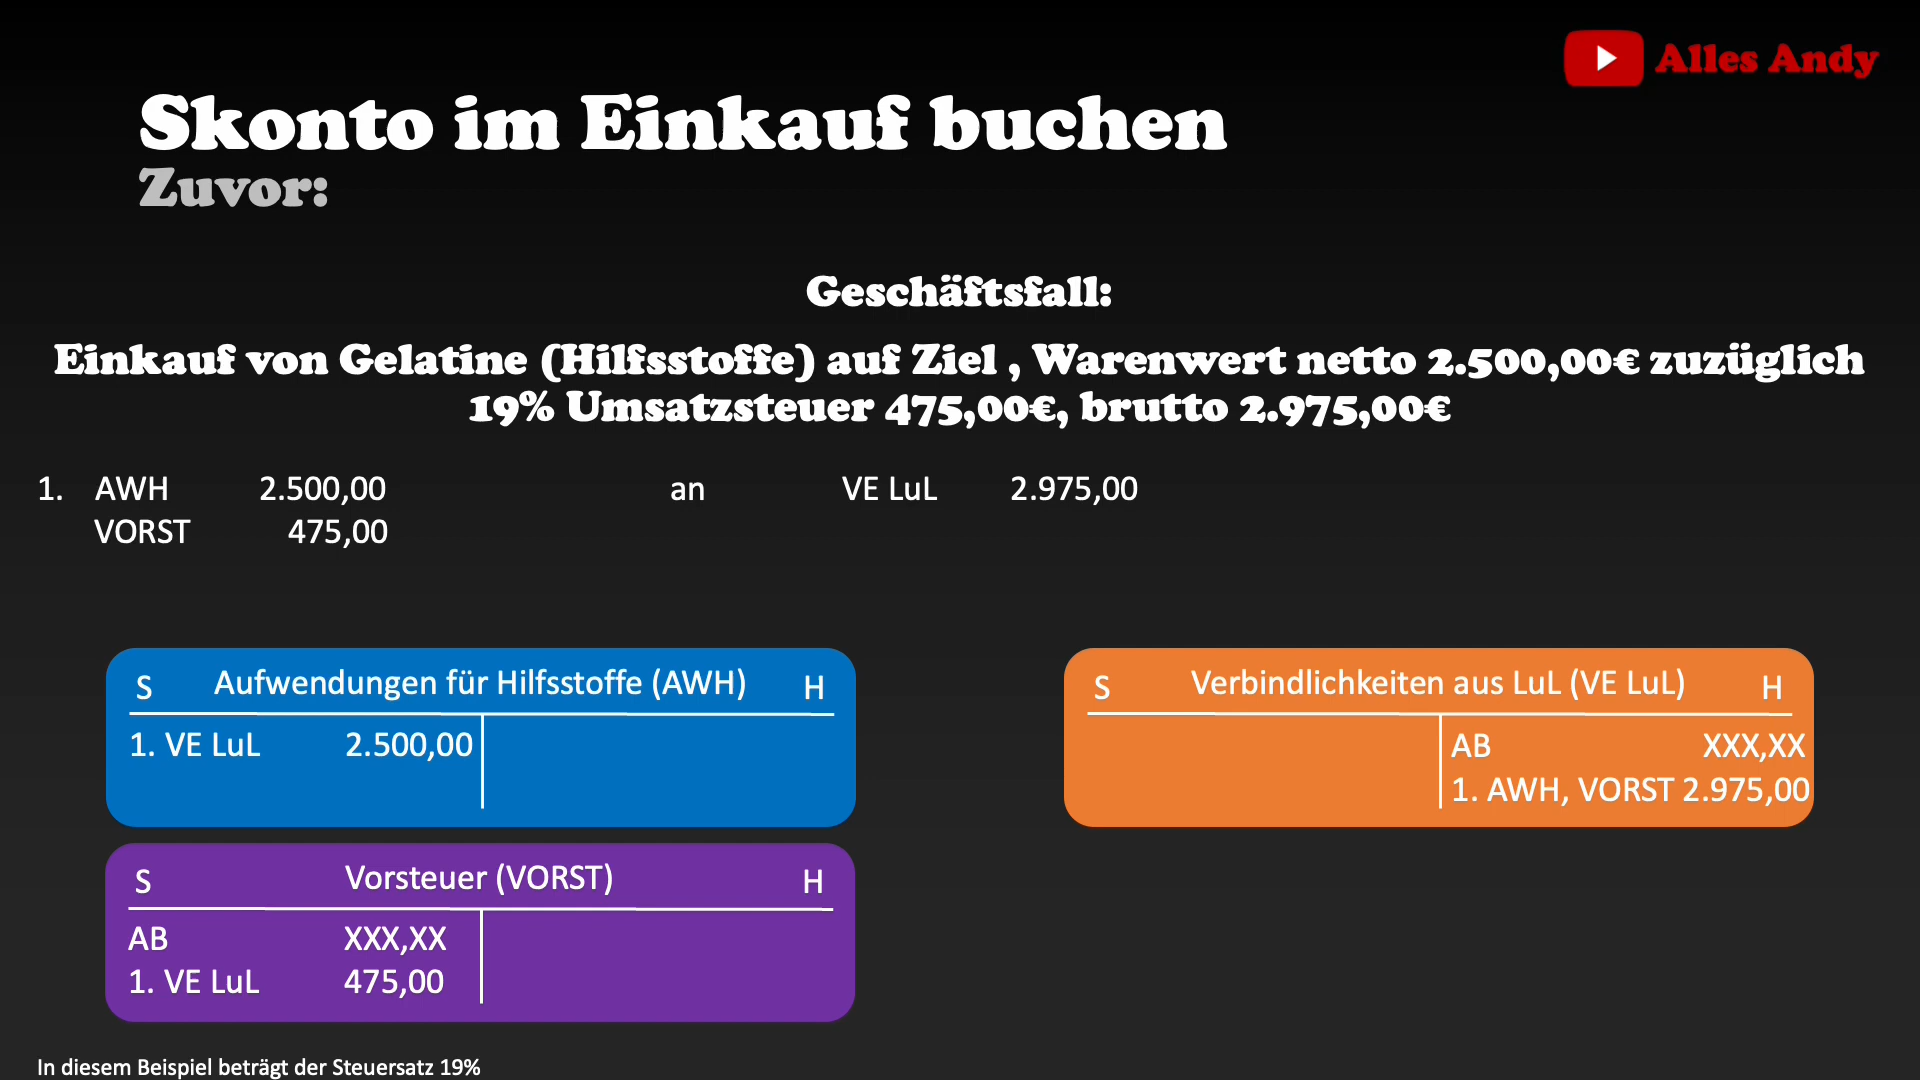 Alles Andy
Skonto im Einkauf buchen
Zuvor:
Geschäftsfall:
Einkauf von Gelatine (Hilfsstoffe) auf Ziel , Warenwert netto 2.500,00€ zuzüglich
19% Umsatzsteuer 475,00€, brutto 2.975,00€
1. AWH 2.500,00 an VE LuL 2.975,00
VORST 475,00
S Aufwendungen für Hilfsstoffe (AWH) H
1. VE LuL 2.500,00
S Verbindlichkeiten aus LuL (VE LuL) H
AB XXX,XX
1. AWH, VORST 2.975,00
S Vorsteuer (VORST) H
AB XXX,XX
1. VE LuL 475,00
In diesem Beispiel beträgt der Steuersatz 19%